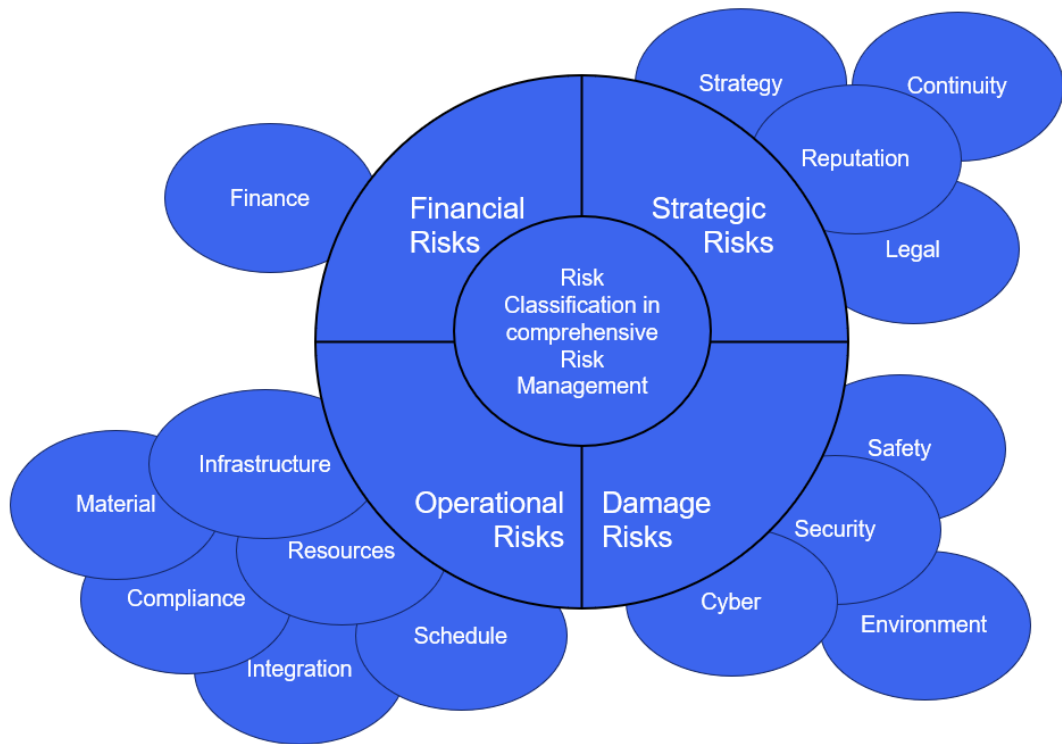 Strategy
Continuity
Reputation
Legal
Finance
Financial
Risks
Strategic
Risks
Risk
Classification in
comprehensive
Risk
Management
Operational
Risks
Damage
Risks
Infrastructure
Material
Resources
Compliance
Schedule
Integration
Safety
Security
Cyber
Environment